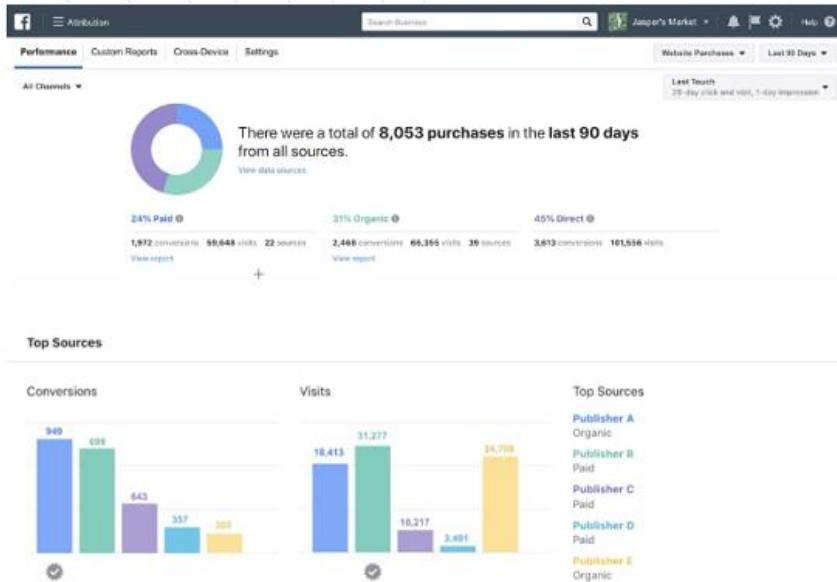 Attribution
Search Business
Jasper's Market
Help
Performance Custom Reports Cross-Device Settings
Website Purchases Last 90 Days
All Channels
Last Touch
28-day click and visit, 1-day impression
There were a total of 8,053 purchases in the last 90 days
from all sources.
View data sources
24% Paid 31% Organic 45% Direct
1,972 conversions 59,648 visits 22 sources 2,468 conversions 66,355 visits 39 sources 3,613 conversions 101,556 visits
View report View report
Top Sources
Conversions Visits Top Sources
949 699 643 357 303
18,413 31,277 10,217 3,491 24,709
Publisher A
Organic
Publisher B
Paid
Publisher C
Paid
Publisher D
Paid
Publisher E
Organic